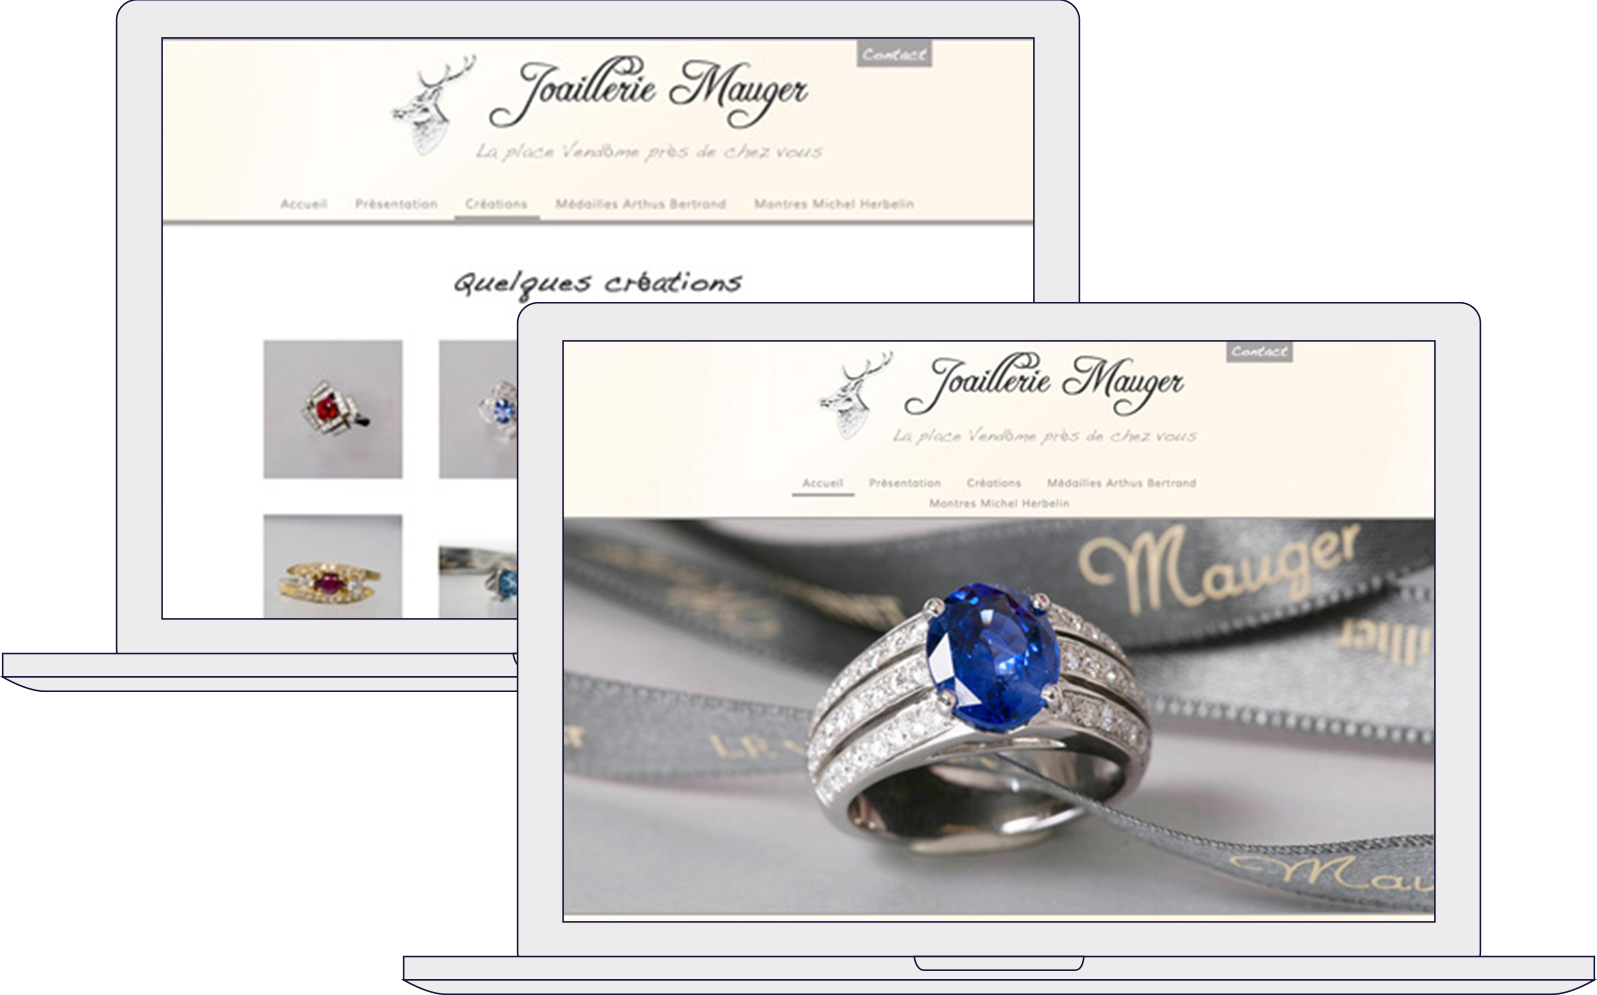 Contact
Joaillerie Mauger
La place Vendôme près de chez vous
Accueil Présentation Créations Médailles Arthus Bertrand Montres Michel Herbelin
Quelques créations
Contact
Joaillerie Mauger
La place Vendôme près de chez vous
Accueil Présentation Créations Médailles Arthus Bertrand
Montres Michel Herbelin
Mauger
Mau